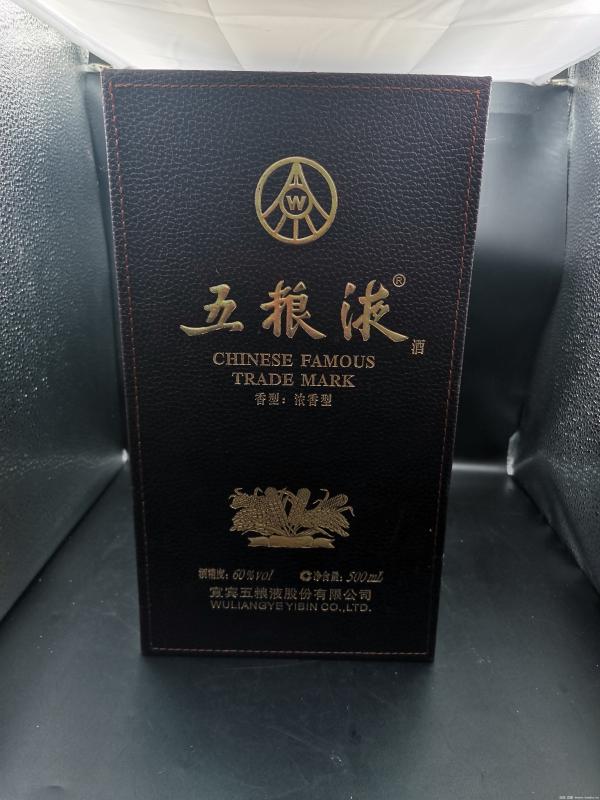 W
五粮液®
酒
CHINESE FAMOUS
TRADE MARK
香型：浓香型
酒精度：60%vol 净含量：500mL
宜宾五粮液股份有限公司
WULIANGYE YIBIN CO.,LTD.